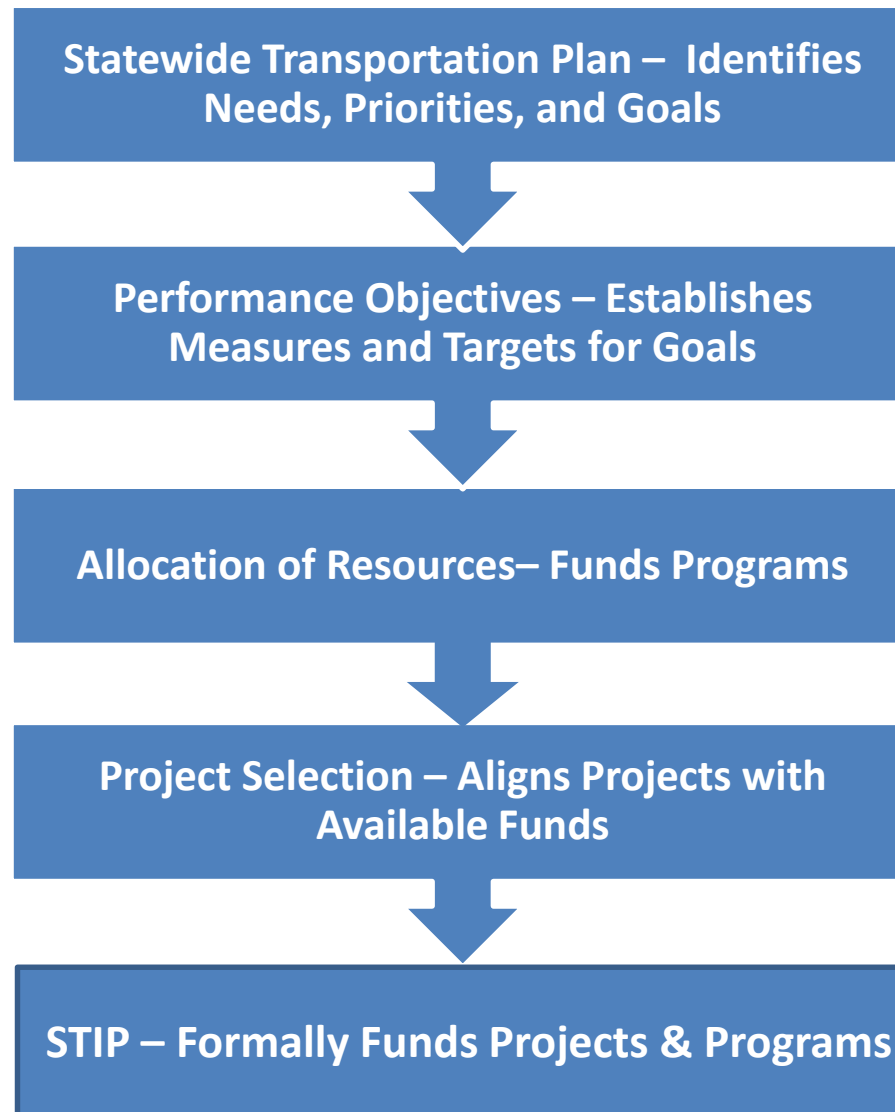 Statewide Transportation Plan –  Identifies
Needs, Priorities, and Goals
Performance Objectives – Establishes
Measures and Targets for Goals
Allocation of Resources– Funds Programs
Project Selection – Aligns Projects with
Available Funds
STIP – Formally Funds Projects & Programs